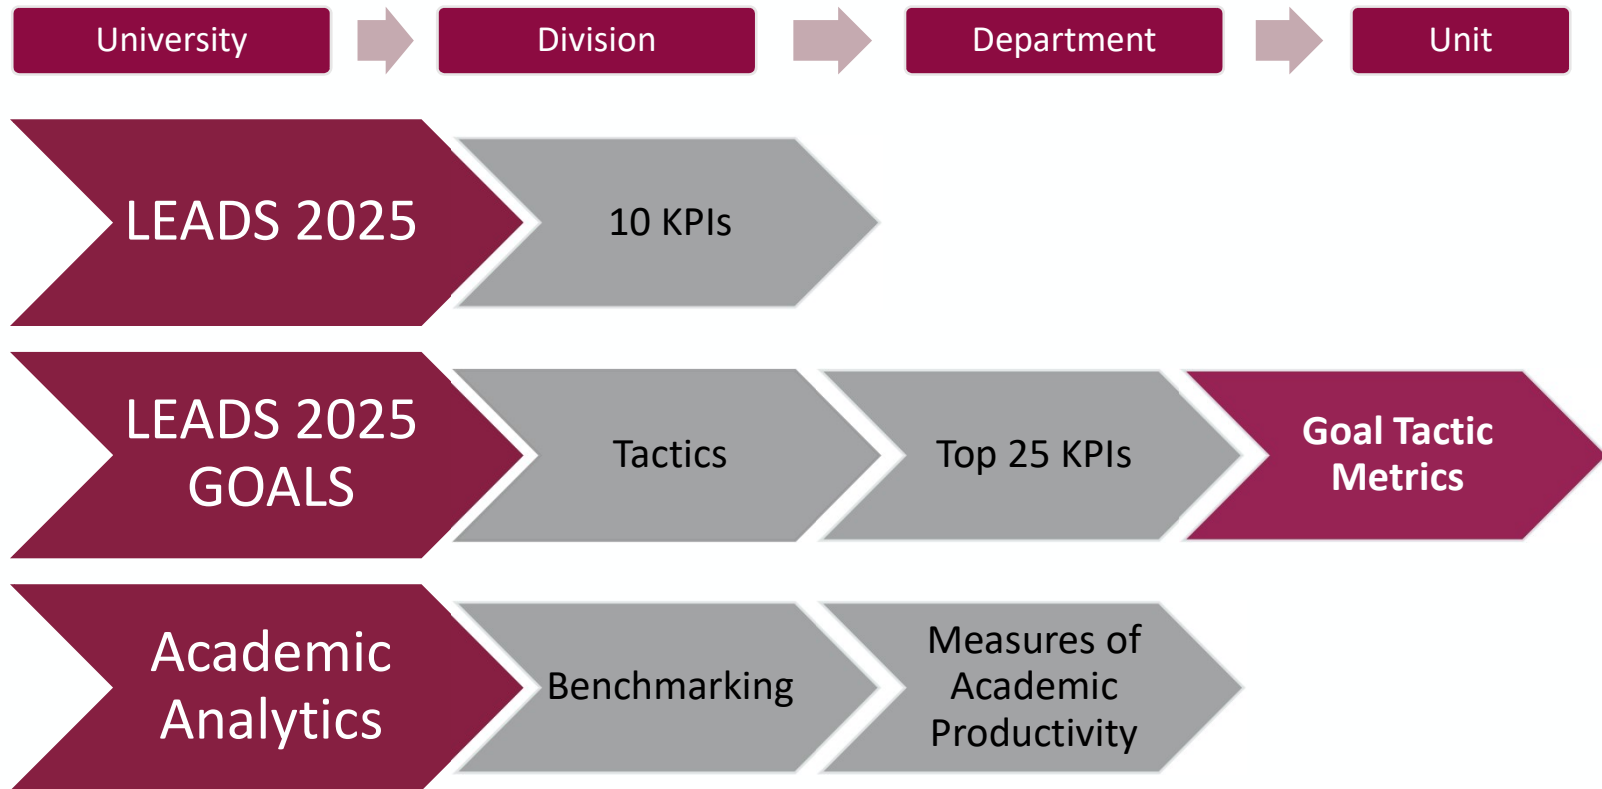 University
Division
Department
Unit
LEADS 2025
10 KPIs
LEADS 2025
GOALS
Tactics
Top 25 KPIs
Goal Tactic
Metrics
Academic
Analytics
Benchmarking
Measures of
Academic
Productivity